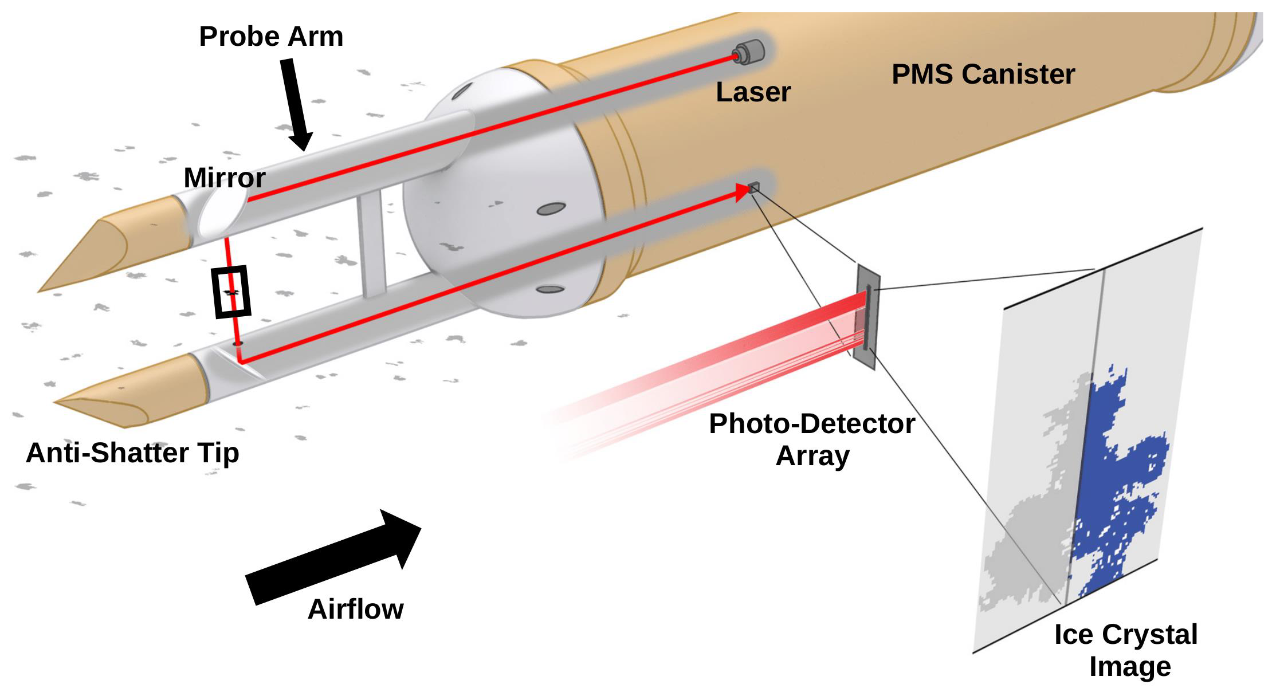 Probe Arm
PMS Canister
Laser
Mirror
Photo-Detector
Array
Anti-Shatter Tip
Airflow
Ice Crystal
Image